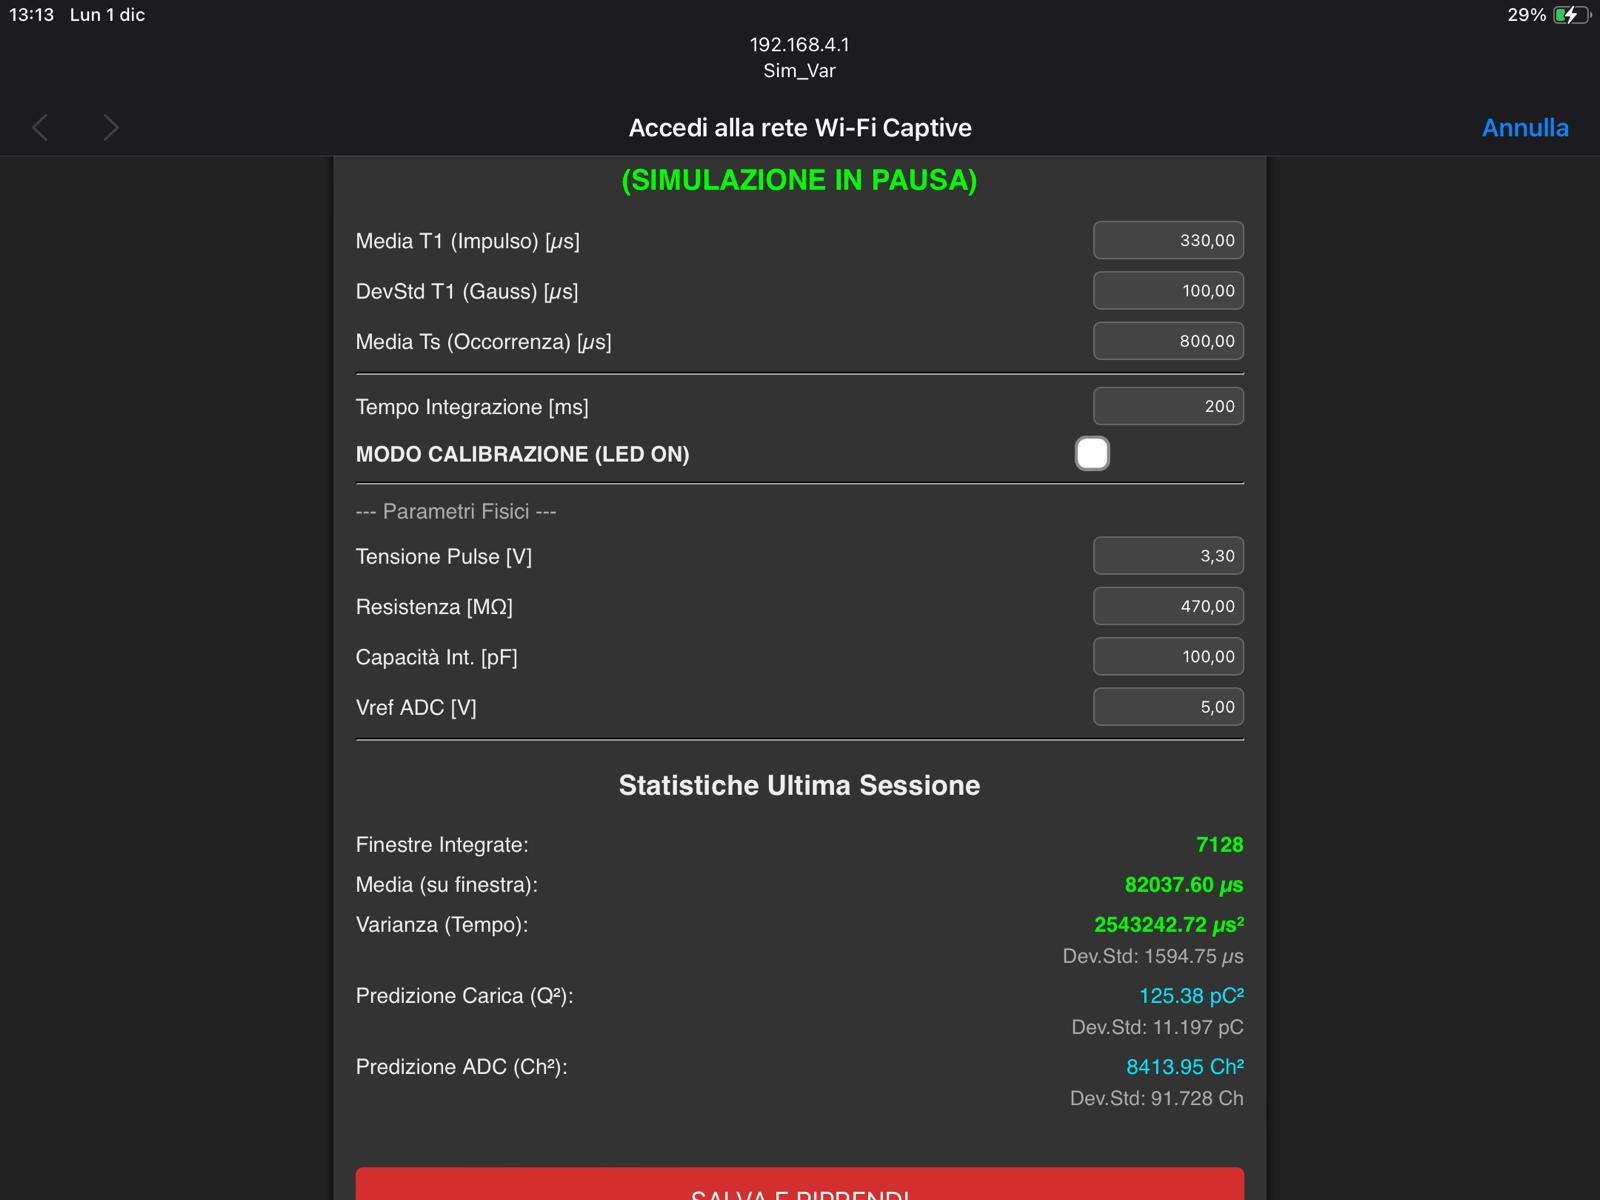 13:13 Lun 1 dic 29%
192.168.4.1
Sim_Var
Accedi alla rete Wi-Fi Captive Annulla
(SIMULAZIONE IN PAUSA)
Media T1 (Impulso) [µs] 330,00
DevStd T1 (Gauss) [µs] 100,00
Media Ts (Occorrenza) [µs] 800,00
Tempo Integrazione [ms] 200
MODO CALIBRAZIONE (LED ON)
--- Parametri Fisici ---
Tensione Pulse [V] 3,30
Resistenza [MΩ] 470,00
Capacità Int. [pF] 100,00
Vref ADC [V] 5,00
Statistiche Ultima Sessione
Finestre Integrate: 7128
Media (su finestra): 82037.60 µs
Varianza (Tempo): 2543242.72 µs²
Dev.Std: 1594.75 µs
Predizione Carica (Q²): 125.38 pC²
Dev.Std: 11.197 pC
Predizione ADC (Ch²): 8413.95 Ch²
Dev.Std: 91.728 Ch
SALVA E RIPRENDI